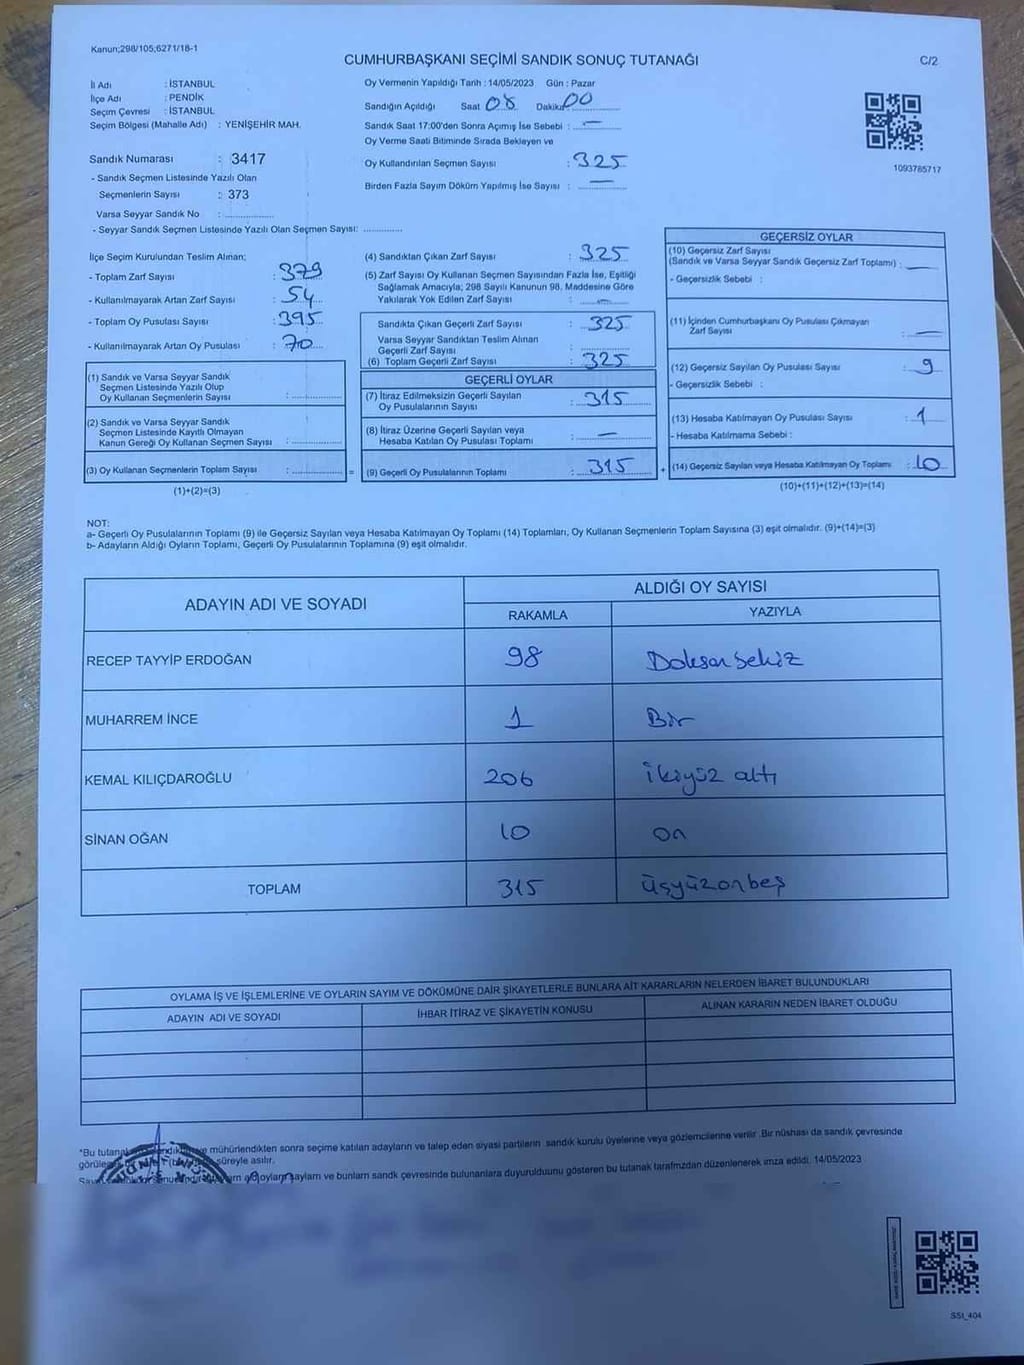 Kanun;298/105;6271/18-1
CUMHURBAŞKANI SEÇİMİ SANDIK SONUÇ TUTANAĞI
C/2
İl Adı : İSTANBUL
İlçe Adı : PENDİK
Seçim Çevresi : İSTANBUL
Seçim Bölgesi (Mahalle Adı) : YENİŞEHİR MAH.
Oy Vermenin Yapıldığı Tarih : 14/05/2023 Gün : Pazar
Sandığın Açıldığı Saat 08 Dakika 00
Sandık Saat 17:00'den Sonra Açımış İse Sebebi : —
Oy Verme Saati Bitiminde Sırada Bekleyen ve
Oy Kullandırılan Seçmen Sayısı : 325
Birden Fazla Sayım Döküm Yapılmış İse Sayısı : —
1093785717
Sandık Numarası : 3417
- Sandık Seçmen Listesinde Yazılı Olan
Seçmenlerin Sayısı : 373
Varsa Seyyar Sandık No : ................
- Seyyar Sandık Seçmen Listesinde Yazılı Olan Seçmen Sayısı: .............
İlçe Seçim Kurulundan Teslim Alınan;
- Toplam Zarf Sayısı : 379
- Kullanılmayarak Artan Zarf Sayısı : 54
- Toplam Oy Pusulası Sayısı : 395
- Kullanılmayarak Artan Oy Pusulası : 70
(1) Sandık ve Varsa Seyyar Sandık
Seçmen Listesinde Yazılı Olup
Oy Kullanan Seçmenlerin Sayısı : ................
(2) Sandık ve Varsa Seyyar Sandık
Seçmen Listesinde Kayıtlı Olmayan
Kanun Gereği Oy Kullanan Seçmen Sayısı : ................
(3) Oy Kullanan Seçmenlerin Toplam Sayısı : ................ =
(1)+(2)=(3)
(4) Sandıktan Çıkan Zarf Sayısı : 325
(5) Zarf Sayısı Oy Kullanan Seçmen Sayısından Fazla İse, Eşitliği
Sağlamak Amacıyla; 298 Sayılı Kanunun 98. Maddesine Göre
Yakılarak Yok Edilen Zarf Sayısı : —
Sandıkta Çıkan Geçerli Zarf Sayısı : 325
Varsa Seyyar Sandıktan Teslim Alınan
Geçerli Zarf Sayısı :
(6) Toplam Geçerli Zarf Sayısı : 325
GEÇERLİ OYLAR
(7) İtiraz Edilmeksizin Geçerli Sayılan
Oy Pusulalarının Sayısı : 315
(8) İtiraz Üzerine Geçerli Sayılan veya
Hesaba Katılan Oy Pusulası Toplamı : —
(9) Geçerli Oy Pusulalarının Toplamı : 315 +
GEÇERSİZ OYLAR
(10) Geçersiz Zarf Sayısı
(Sandık ve Varsa Seyyar Sandık Geçersiz Zarf Toplamı) : —
- Geçersizlik Sebebi :
(11) İçinden Cumhurbaşkanı Oy Pusulası Çıkmayan
Zarf Sayısı : —
(12) Geçersiz Sayılan Oy Pusulası Sayısı : 9
- Geçersizlik Sebebi :
(13) Hesaba Katılmayan Oy Pusulası Sayısı : 1
- Hesaba Katılmama Sebebi :
(14) Geçersiz Sayılan veya Hesaba Katılmayan Oy Toplamı : 10
(10)+(11)+(12)+(13)=(14)
NOT:
a- Geçerli Oy Pusulalarının Toplamı (9) ile Geçersiz Sayılan veya Hesaba Katılmayan Oy Toplamı (14) Toplamları, Oy Kullanan Seçmenlerin Toplam Sayısına (3) eşit olmalıdır. (9)+(14)=(3)
b- Adayların Aldığı Oyların Toplamı, Geçerli Oy Pusulalarının Toplamına (9) eşit olmalıdır.
ADAYIN ADI VE SOYADI
ALDIĞI OY SAYISI
RAKAMLA YAZIYLA
RECEP TAYYİP ERDOĞAN 98 Doksansekiz
MUHARREM İNCE 1 Bir
KEMAL KILIÇDAROĞLU 206 ikiyüz altı
SİNAN OĞAN 10 on
TOPLAM 315 üçyüzonbeş
OYLAMA İŞ VE İŞLEMLERİNE VE OYLARIN SAYIM VE DÖKÜMÜNE DAİR ŞİKAYETLERLE BUNLARA AİT KARARLARIN NELERDEN İBARET BULUNDUKLARI
ADAYIN ADI VE SOYADI İHBAR İTİRAZ VE ŞİKAYETİN KONUSU ALINAN KARARIN NEDEN İBARET OLDUĞU
*Bu tutanak mühürlendikten sonra seçime katılan adayların ve talep eden siyasi partilerin sandık kurulu üyelerine veya gözlemcilerine verilir. Bir nüshası da sandık çevresinde
süreyle asılır.
sayılarını ve bunların sandık çevresinde bulunanlara duyurulduunu gösteren bu tutanak tarafımızdan düzenlenerek imza edildi. 14/05/2023
SSI_404